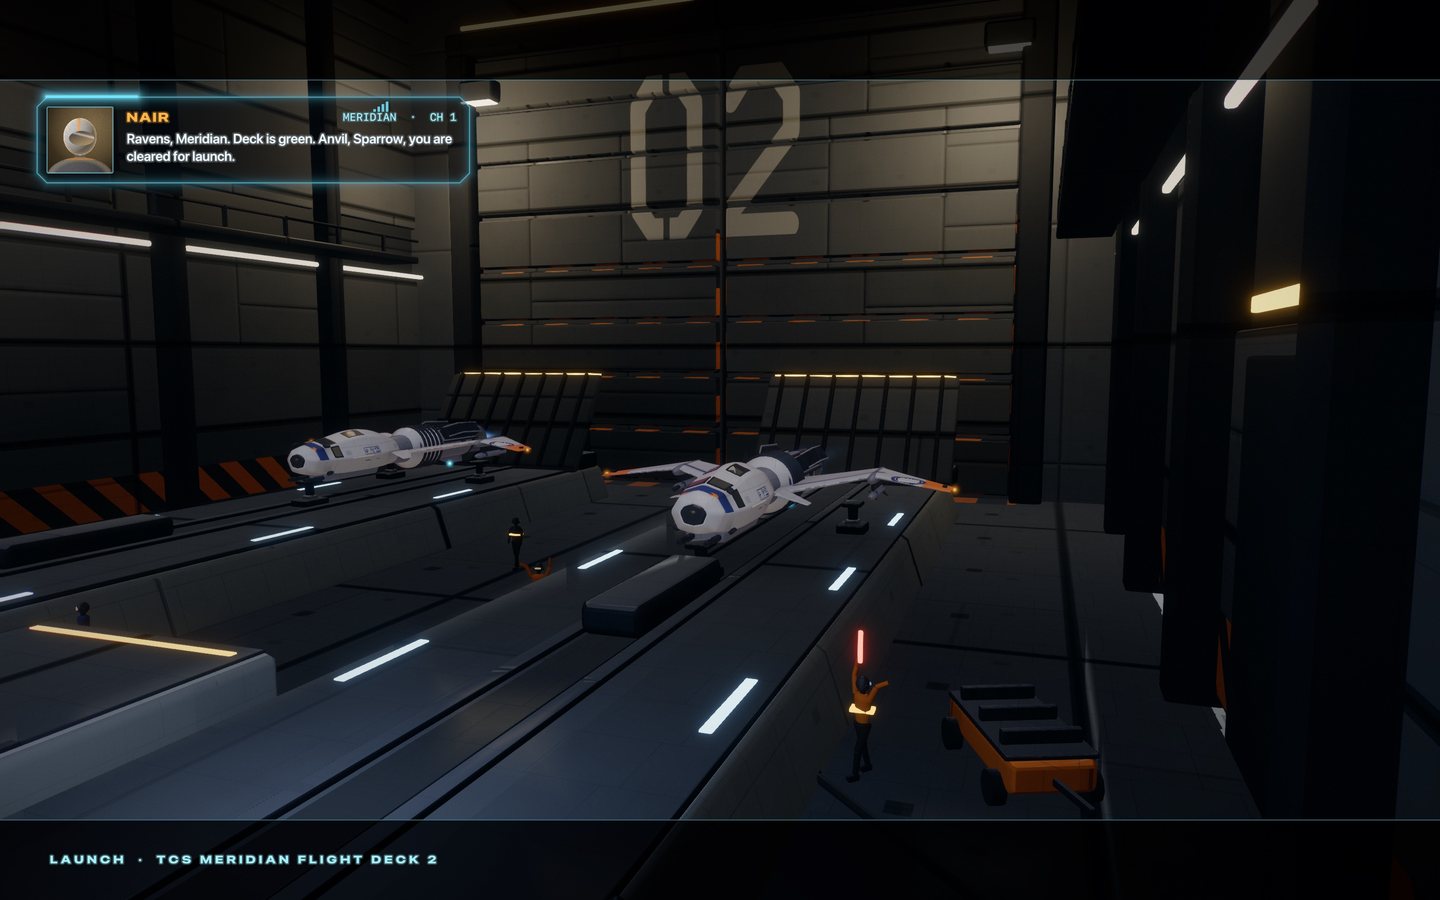 02
NAIR
MERIDIAN · CH 1
Ravens, Meridian. Deck is green. Anvil, Sparrow, you are
cleared for launch.
LAUNCH · TCS MERIDIAN FLIGHT DECK 2